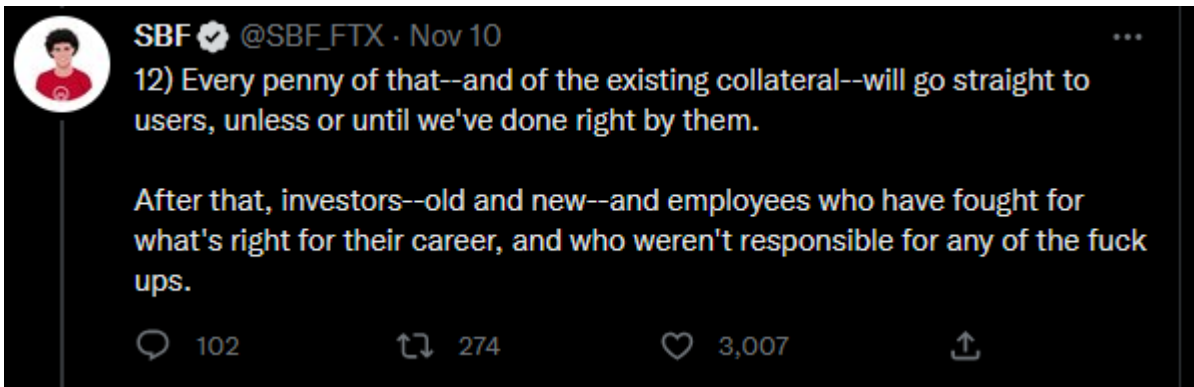 SBF @SBF_FTX · Nov 10
12) Every penny of that--and of the existing collateral--will go straight to
users, unless or until we've done right by them.
After that, investors--old and new--and employees who have fought for
what's right for their career, and who weren't responsible for any of the fuck
ups.
102 274 3,007